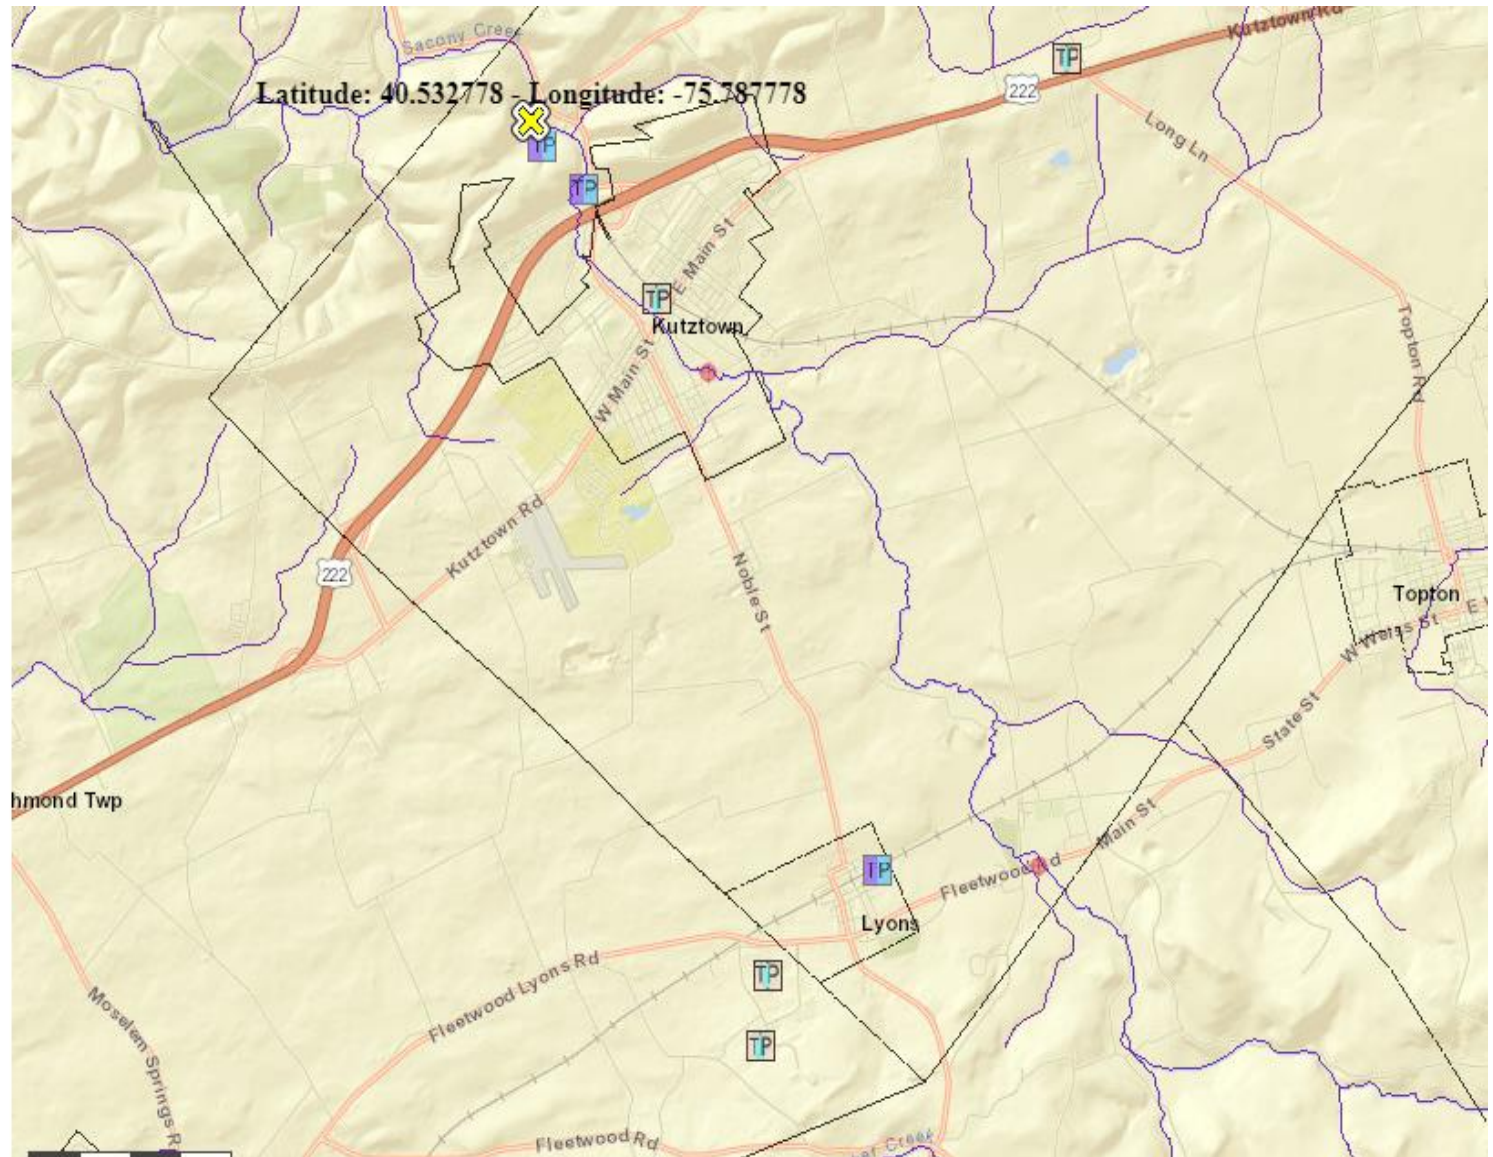 Kutztown Rd
Sacony Creek
TP
222
Latitude: 40.532778 - Longitude: -75.787778
Long Ln
TP
TP
E Main St
TP
Kutztown
Topton Rd
W Main St
Kutztown Rd
222
Noble St
Topton
E
W Weiss St
State St
hmond Twp
Main St
TP
Fleetwood Rd
Lyons
TP
Fleetwood Lyons Rd
Moselem Springs R
TP
Fleetwood Rd
Creek